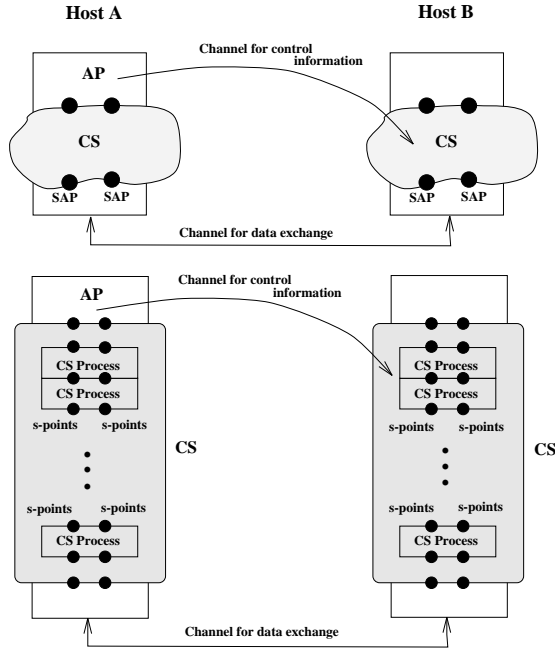 Host A
Host B
Channel for control
information
AP
CS
CS
SAP
SAP
SAP
SAP
Channel for data exchange
Channel for control
information
AP
CS Process
CS Process
CS Process
CS Process
s-points
s-points
s-points
s-points
CS
CS
s-points
s-points
s-points
s-points
CS Process
CS Process
Channel for data exchange